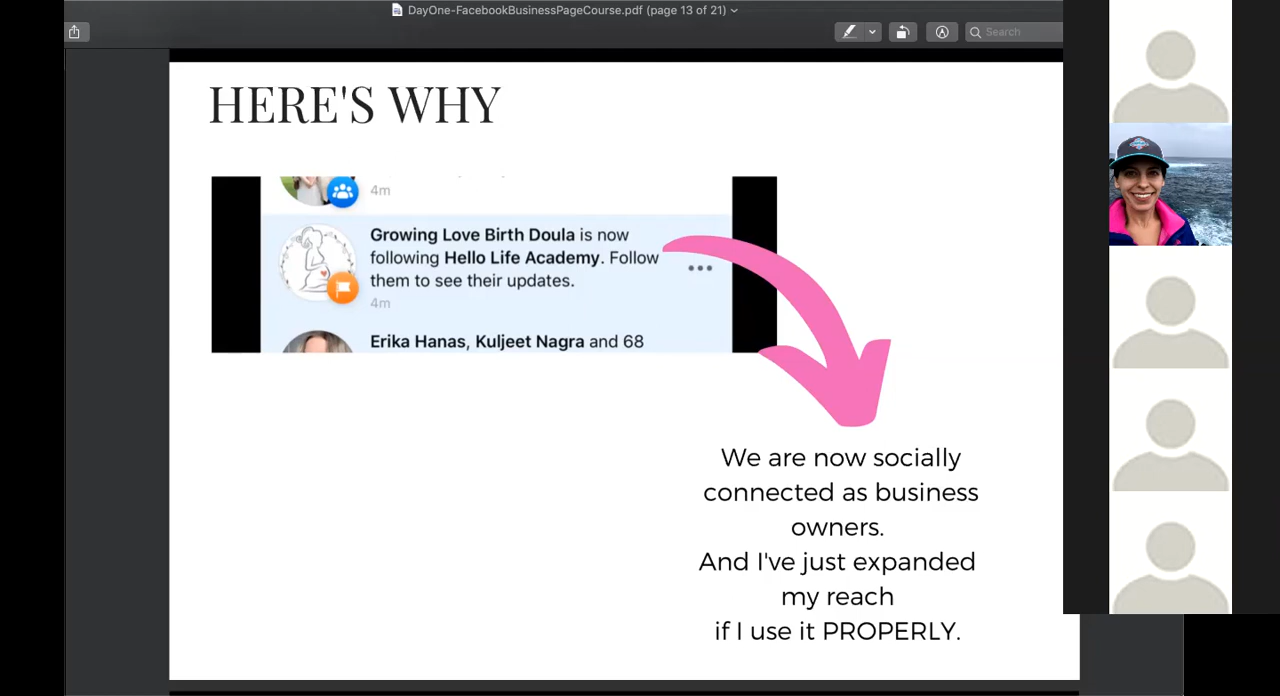 DayOne-FacebookBusinessPageCourse.pdf (page 13 of 21)
Search
HERE'S WHY
4m
Growing Love Birth Doula is now
following Hello Life Academy. Follow
them to see their updates.
4m
Erika Hanas, Kuljeet Nagra and 68
We are now socially
connected as business
owners.
And I've just expanded
my reach
if I use it PROPERLY.